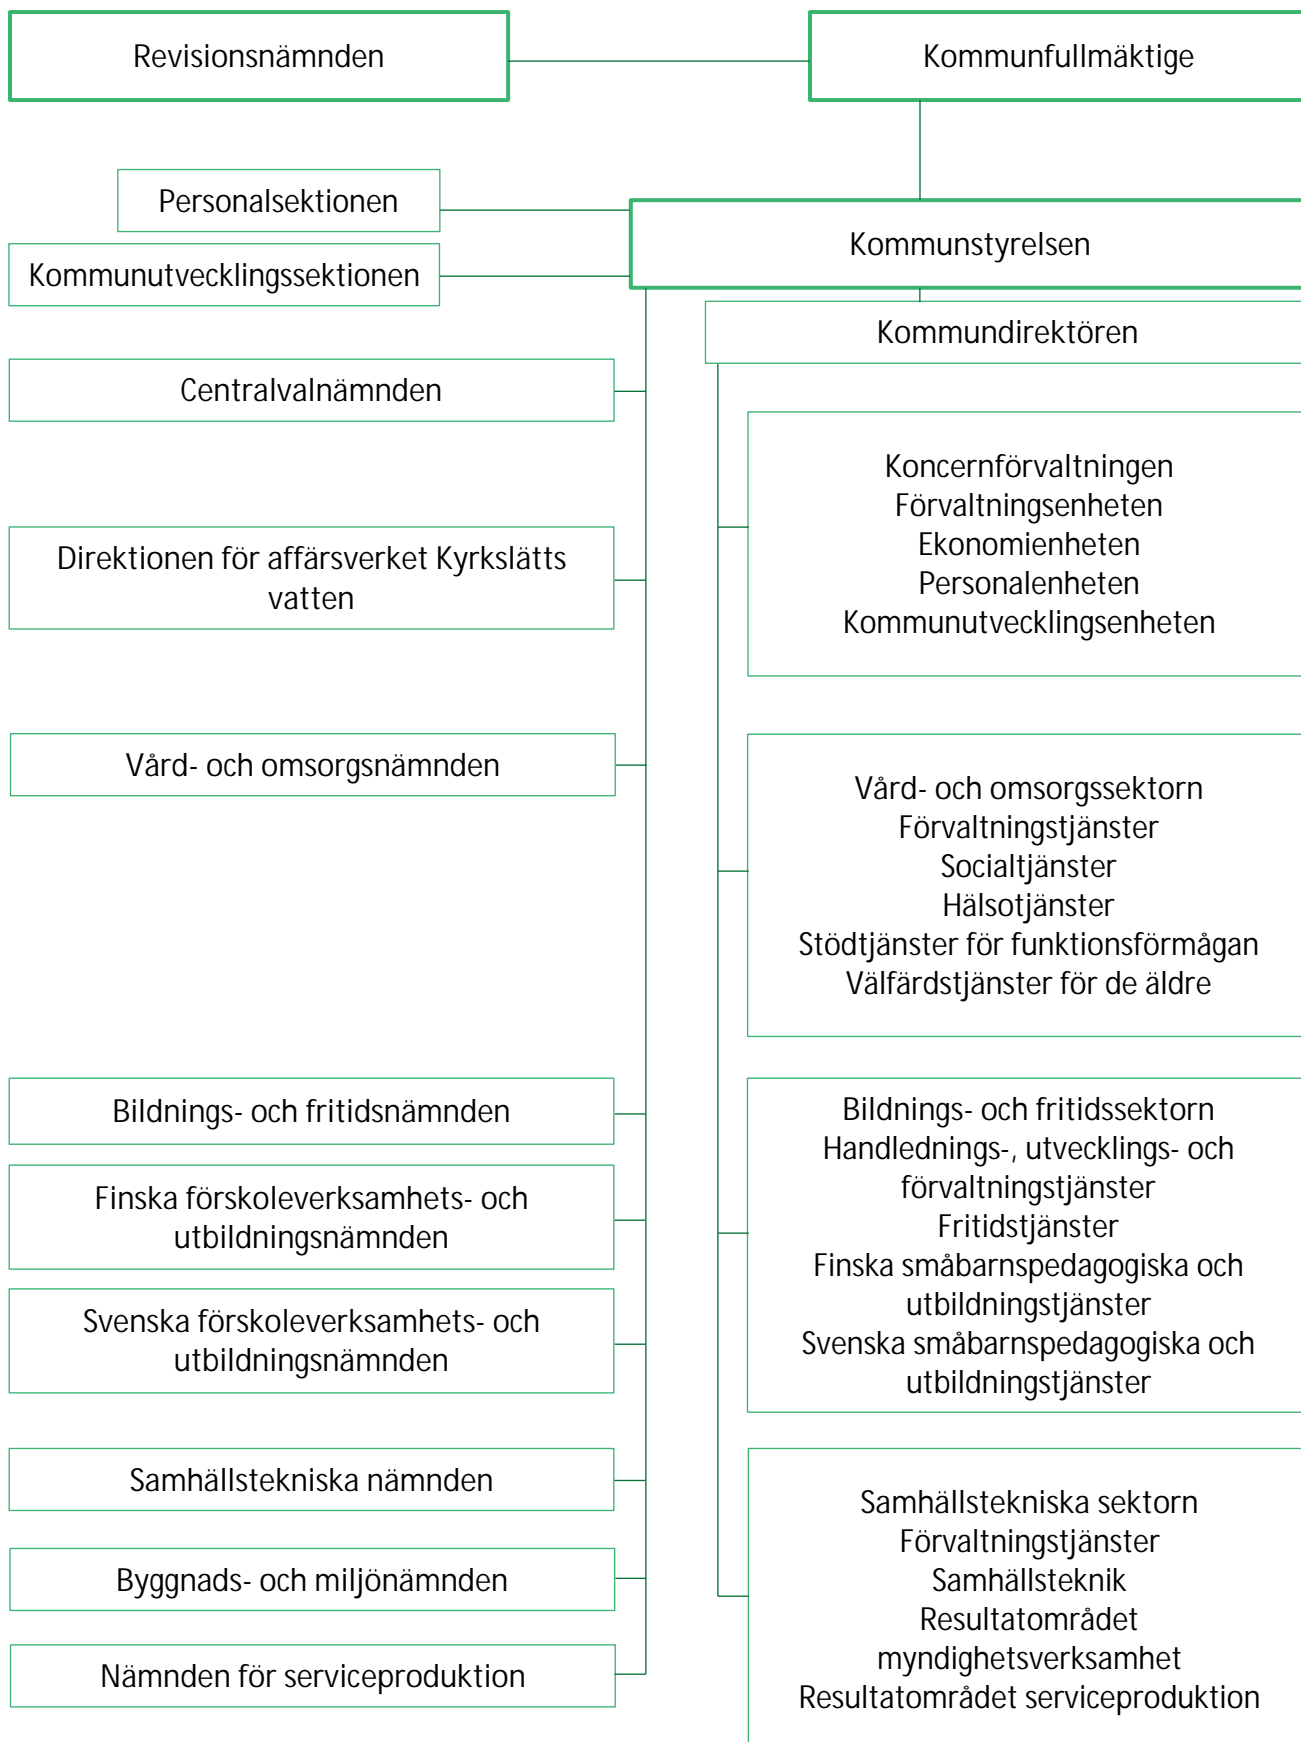 Revisionsnämnden
Kommunfullmäktige
Personalsektionen
Kommunstyrelsen
Kommunutvecklingssektionen
Kommundirektören
Centralvalnämnden
Koncernförvaltningen
Förvaltningsenheten
Ekonomienheten
Personalenheten
Kommunutvecklingsenheten
Direktionen för affärsverket Kyrkslätts
vatten
Vård- och omsorgsnämnden
Vård- och omsorgssektorn
Förvaltningstjänster
Socialtjänster
Hälsotjänster
Stödtjänster för funktionsförmågan
Välfärdstjänster för de äldre
Bildnings- och fritidsnämnden
Finska förskoleverksamhets- och
utbildningsnämnden
Svenska förskoleverksamhets- och
utbildningsnämnden
Bildnings- och fritidssektorn
Handlednings-, utvecklings- och
förvaltningstjänster
Fritidstjänster
Finska småbarnspedagogiska och
utbildningstjänster
Svenska småbarnspedagogiska och
utbildningstjänster
Samhällstekniska nämnden
Byggnads- och miljönämnden
Nämnden för serviceproduktion
Samhällstekniska sektorn
Förvaltningstjänster
Samhällsteknik
Resultatområdet
myndighetsverksamhet
Resultatområdet serviceproduktion